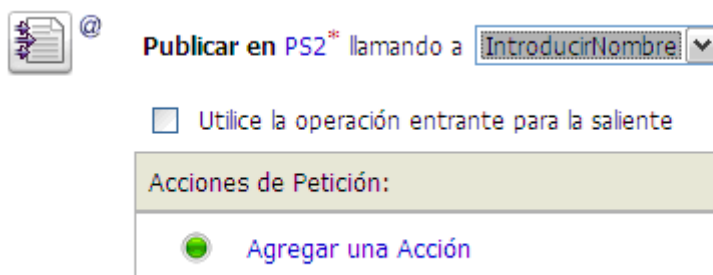 @
Publicar en PS2* llamando a IntroducirNombre
Utilice la operación entrante para la saliente
Acciones de Petición:
Agregar una Acción